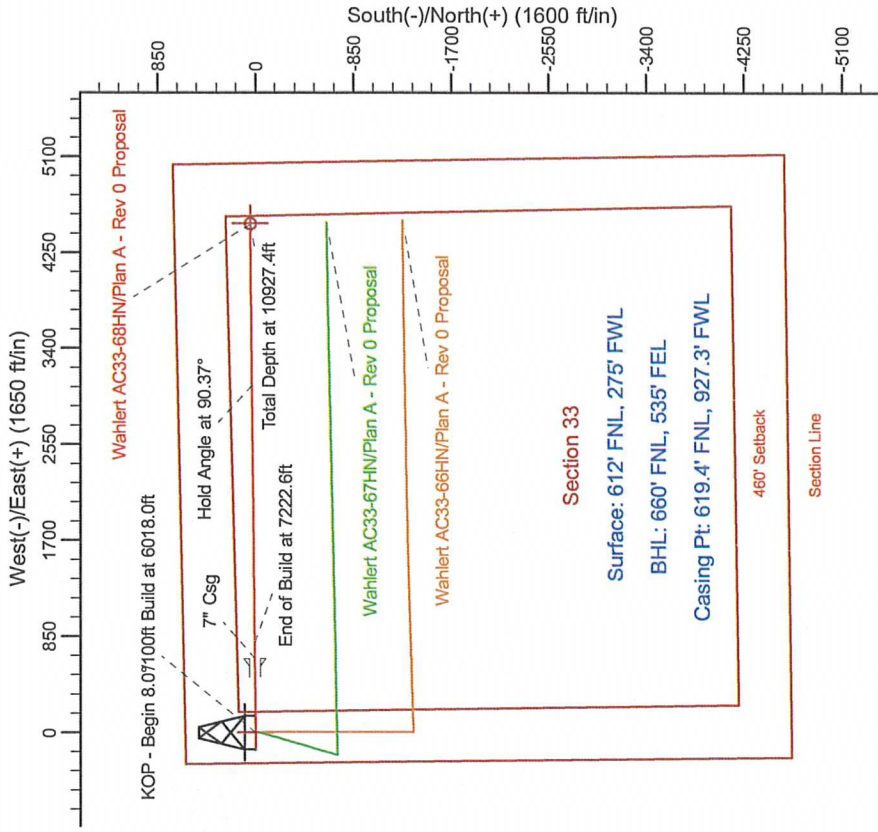 West(-)/East(+) (1650 ft/in)
0
850
1700
2550
3400
4250
5100
South(-)/North(+) (1600 ft/in)
850
0
-850
-1700
-2550
-3400
-4250
-5100
KOP - Begin 8.0?/100ft Build at 6018.0ft
7" Csg
End of Build at 7222.6ft
Hold Angle at 90.37°
Total Depth at 10927.4ft
Wahlert AC33-68HN/Plan A - Rev 0 Proposal
Wahlert AC33-67HN/Plan A - Rev 0 Proposal
Wahlert AC33-66HN/Plan A - Rev 0 Proposal
Section 33
Surface: 612' FNL, 275' FWL
BHL: 660' FNL, 535' FEL
Casing Pt: 619.4' FNL, 927.3' FWL
460' Setback
Section Line